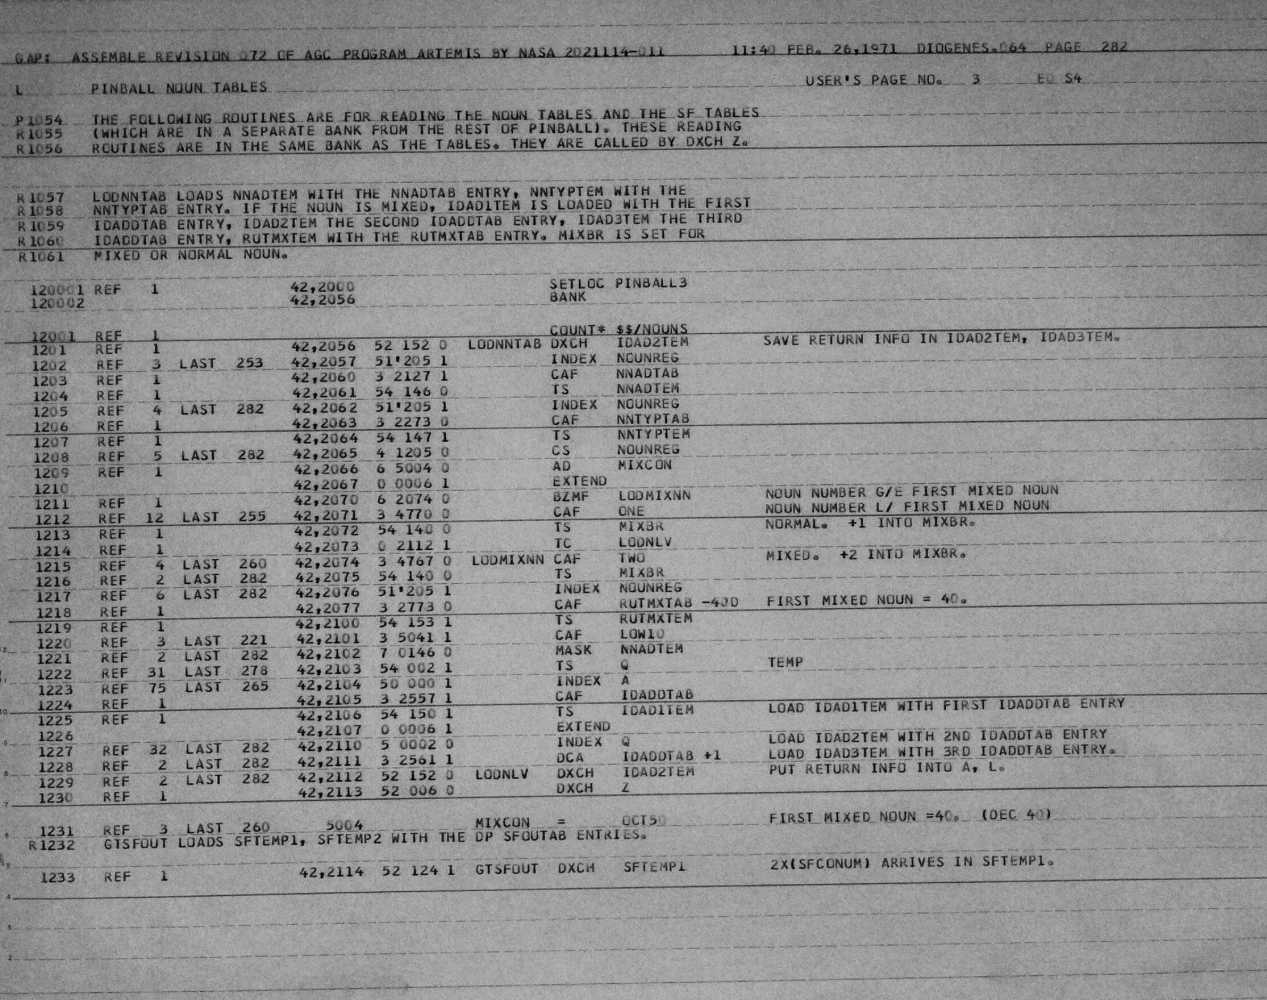 GAP: ASSEMBLE REVISION 072 OF AGC PROGRAM ARTEMIS BY NASA 2021114-011 11:40 FEB. 26,1971 DIOGENES.064 PAGE 282
L PINBALL NOUN TABLES USER'S PAGE NO. 3 E0 S4
P1054 THE FOLLOWING ROUTINES ARE FOR READING THE NOUN TABLES AND THE SF TABLES
R1055 (WHICH ARE IN A SEPARATE BANK FROM THE REST OF PINBALL). THESE READING
R1056 ROUTINES ARE IN THE SAME BANK AS THE TABLES. THEY ARE CALLED BY DXCH Z.
R1057 LODNNTAB LOADS NNADTEM WITH THE NNADTAB ENTRY, NNTYPTEM WITH THE
R1058 NNTYPTAB ENTRY. IF THE NOUN IS MIXED, IDAD1TEM IS LOADED WITH THE FIRST
R1059 IDADDTAB ENTRY, IDAD2TEM THE SECOND IDADDTAB ENTRY, IDAD3TEM THE THIRD
R1060 IDADDTAB ENTRY, RUTMXTEM WITH THE RUTMXTAB ENTRY. MIXBR IS SET FOR
R1061 MIXED OR NORMAL NOUN.
120001 REF 1 42,2000 SETLOC PINBALL3
120002 42,2056 BANK
12001 REF 1 COUNT* $$/NOUNS
1201 REF 1 42,2056 52 152 0 LODNNTAB DXCH IDAD2TEM SAVE RETURN INFO IN IDAD2TEM, IDAD3TEM.
1202 REF 3 LAST 253 42,2057 51'205 1 INDEX NOUNREG
1203 REF 1 42,2060 3 2127 1 CAF NNADTAB
1204 REF 1 42,2061 54 146 0 TS NNADTEM
1205 REF 4 LAST 282 42,2062 51'205 1 INDEX NOUNREG
1206 REF 1 42,2063 3 2273 0 CAF NNTYPTAB
1207 REF 1 42,2064 54 147 1 TS NNTYPTEM
1208 REF 5 LAST 282 42,2065 4 1205 0 CS NOUNREG
1209 REF 1 42,2066 6 5004 0 AD MIXCON
1210 42,2067 0 0006 1 EXTEND
1211 REF 1 42,2070 6 2074 0 BZMF LODMIXNN NOUN NUMBER G/E FIRST MIXED NOUN
1212 REF 12 LAST 255 42,2071 3 4770 0 CAF ONE NOUN NUMBER L/ FIRST MIXED NOUN
1213 REF 1 42,2072 54 140 0 TS MIXBR NORMAL. +1 INTO MIXBR.
1214 REF 1 42,2073 0 2112 1 TC LODNLV
1215 REF 4 LAST 260 42,2074 3 4767 0 LODMIXNN CAF TWO MIXED. +2 INTO MIXBR.
1216 REF 2 LAST 282 42,2075 54 140 0 TS MIXBR
1217 REF 6 LAST 282 42,2076 51'205 1 INDEX NOUNREG
1218 REF 1 42,2077 3 2773 0 CAF RUTMXTAB -40D FIRST MIXED NOUN = 40.
1219 REF 1 42,2100 54 153 1 TS RUTMXTEM
1220 REF 3 LAST 221 42,2101 3 5041 1 CAF LOW10
1221 REF 2 LAST 282 42,2102 7 0146 0 MASK NNADTEM
1222 REF 31 LAST 278 42,2103 54 002 1 TS Q TEMP
1223 REF 75 LAST 265 42,2104 50 000 1 INDEX A
1224 REF 1 42,2105 3 2557 1 CAF IDADDTAB
1225 REF 1 42,2106 54 150 1 TS IDAD1TEM LOAD IDAD1TEM WITH FIRST IDADDTAB ENTRY
1226 42,2107 0 0006 1 EXTEND
1227 REF 32 LAST 282 42,2110 5 0002 0 INDEX Q LOAD IDAD2TEM WITH 2ND IDADDTAB ENTRY
1228 REF 2 LAST 282 42,2111 3 2561 1 DCA IDADDTAB +1 LOAD IDAD3TEM WITH 3RD IDADDTAB ENTRY.
1229 REF 2 LAST 282 42,2112 52 152 0 LODNLV DXCH IDAD2TEM PUT RETURN INFO INTO A, L.
1230 REF 1 42,2113 52 006 0 DXCH Z
1231 REF 3 LAST 260 5004 MIXCON = OCT50 FIRST MIXED NOUN =40. (DEC 40)
R1232 GTSFOUT LOADS SFTEMP1, SFTEMP2 WITH THE DP SFOUTAB ENTRIES.
1233 REF 1 42,2114 52 124 1 GTSFOUT DXCH SFTEMP1 2X(SFCONUM) ARRIVES IN SFTEMP1.